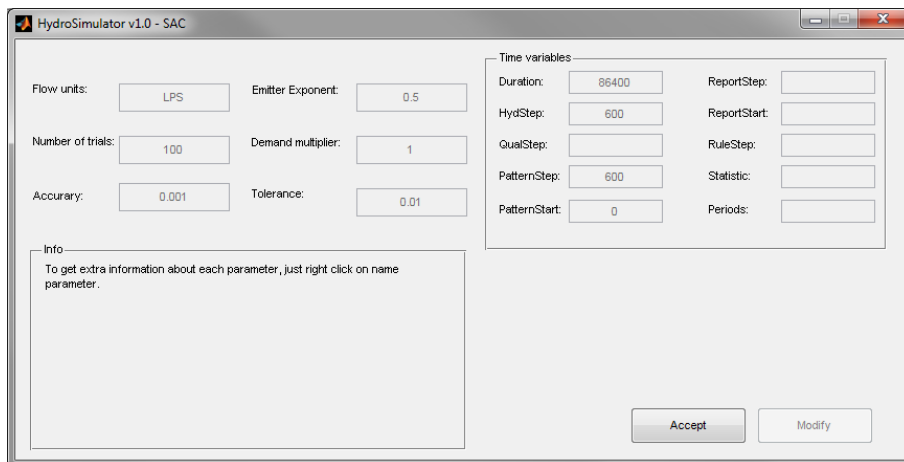 HydroSimulator v1.0 - SAC
Flow units: LPS
Emitter Exponent: 0.5
Number of trials: 100
Demand multiplier: 1
Accurary: 0.001
Tolerance: 0.01
Time variables
Duration: 86400
ReportStep:
HydStep: 600
ReportStart:
QualStep:
RuleStep:
PatternStep: 600
Statistic:
PatternStart: 0
Periods:
Info
To get extra information about each parameter, just right click on name
parameter.
Accept
Modify